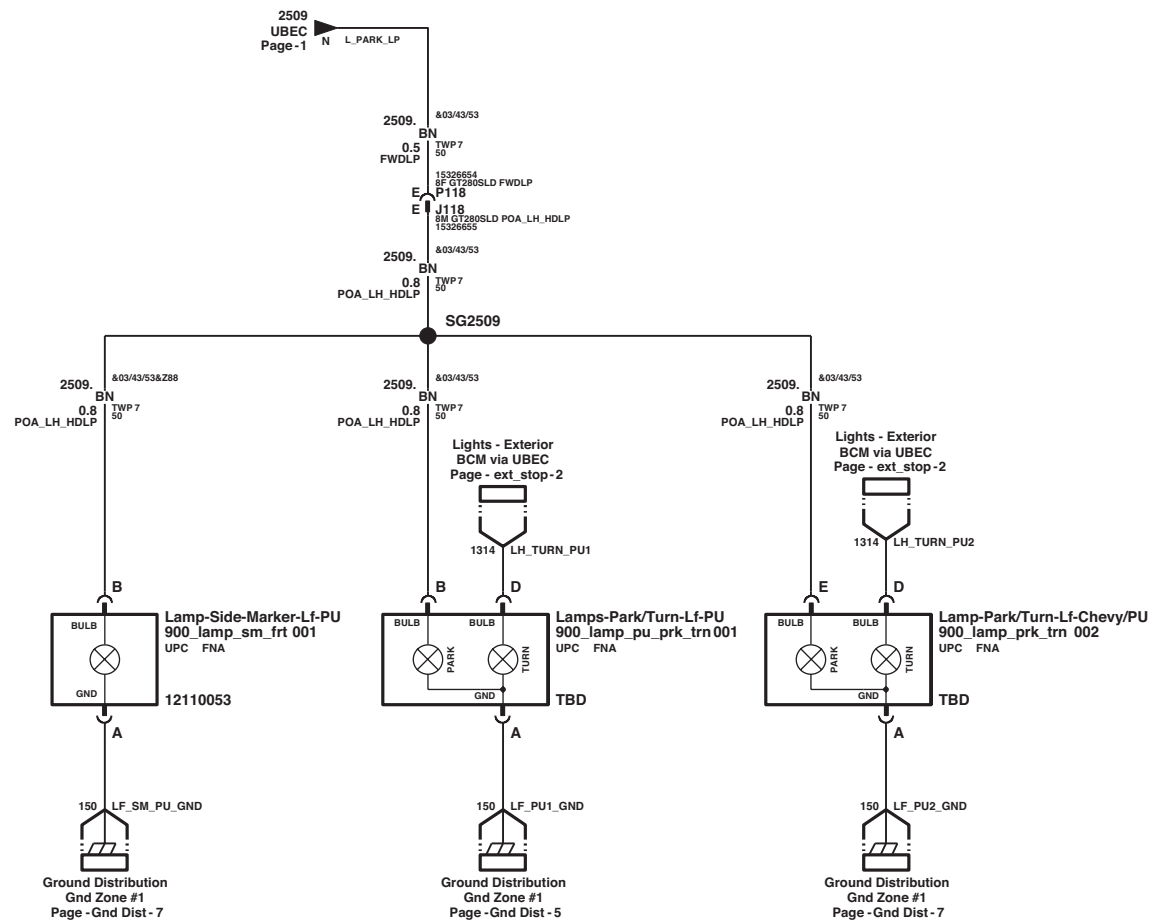 2509
UBEC
Page-1
N L_PARK_LP
&03/43/53
2509.
BN
0.5
TWP 7
50
FWDLP
15326654
8F GT280SLD FWDLP
E P118
E J118
8M GT280SLD POA_LH_HDLP
15326655
&03/43/53
2509.
BN
0.8
TWP 7
50
POA_LH_HDLP
SG2509
&03/43/53&Z88
2509.
BN
0.8
TWP 7
50
POA_LH_HDLP
&03/43/53
2509.
BN
0.8
TWP 7
50
POA_LH_HDLP
&03/43/53
2509.
BN
0.8
TWP 7
50
POA_LH_HDLP
Lights - Exterior
BCM via UBEC
Page - ext_stop-2
1314 LH_TURN_PU1
Lights - Exterior
BCM via UBEC
Page - ext_stop-2
1314 LH_TURN_PU2
B
BULB
GND
Lamp-Side-Marker-Lf-PU
900_lamp_sm_frt 001
UPC FNA
12110053
A
B D
BULB BULB
PARK
TURN
GND
Lamps-Park/Turn-Lf-PU
900_lamp_pu_prk_trn 001
UPC FNA
TBD
A
E D
BULB BULB
PARK
TURN
GND
Lamp-Park/Turn-Lf-Chevy/PU
900_lamp_prk_trn 002
UPC FNA
TBD
A
150 LF_SM_PU_GND
Ground Distribution
Gnd Zone #1
Page -Gnd Dist-7
150 LF_PU1_GND
Ground Distribution
Gnd Zone #1
Page -Gnd Dist-5
150 LF_PU2_GND
Ground Distribution
Gnd Zone #1
Page -Gnd Dist-7